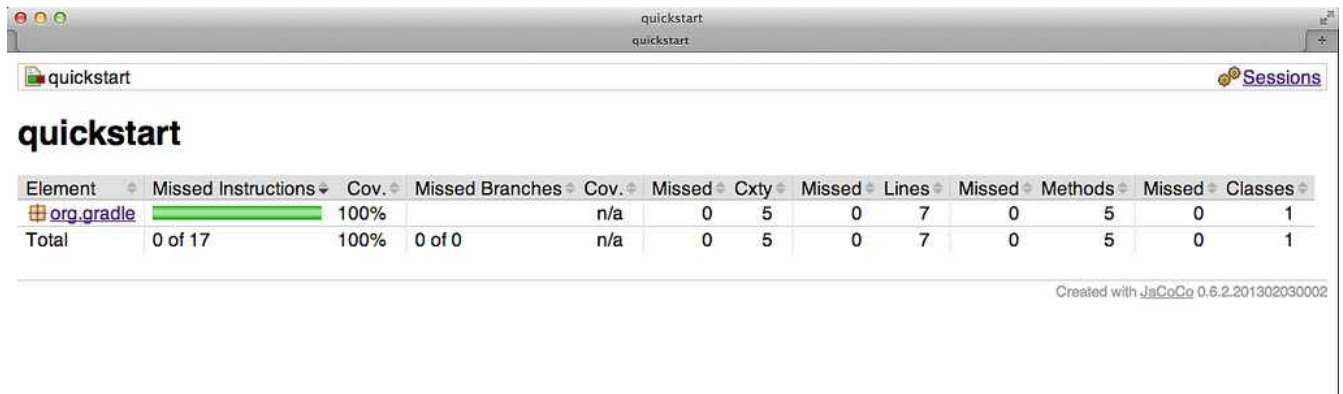 quickstart
quickstart
quickstart Sessions
quickstart
Element Missed Instructions Cov. Missed Branches Cov. Missed Cxty Missed Lines Missed Methods Missed Classes
org.gradle 100% n/a 0 5 0 7 0 5 0 1
Total 0 of 17 100% 0 of 0 n/a 0 5 0 7 0 5 0 1
Created with JaCoCo 0.6.2.201302030002